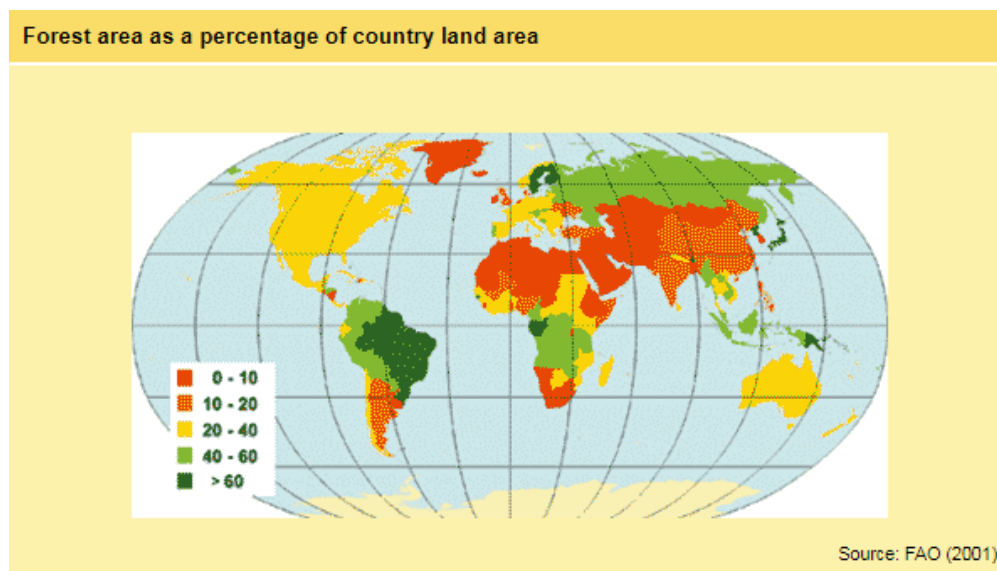 Forest area as a percentage of country land area
0 - 10
10 - 20
20 - 40
40 - 60
> 60
Source: FAO (2001)